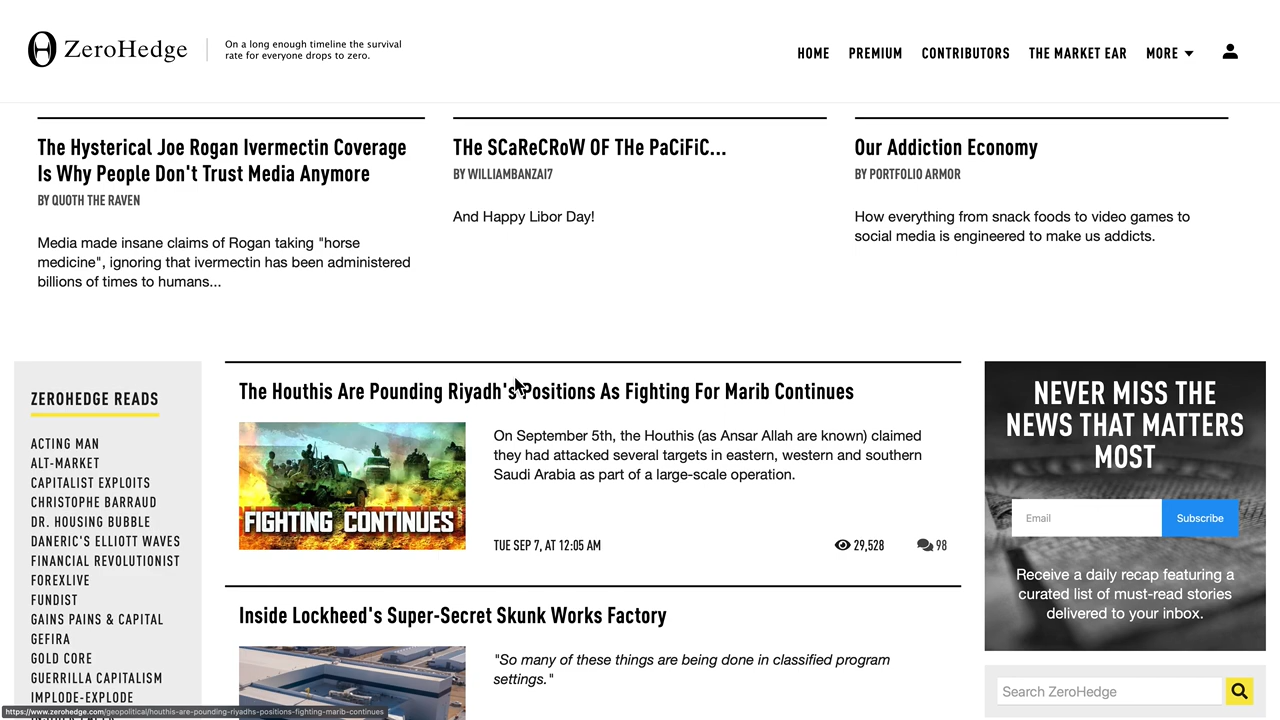 ZeroHedge
On a long enough timeline the survival
rate for everyone drops to zero.
HOME PREMIUM CONTRIBUTORS THE MARKET EAR MORE
The Hysterical Joe Rogan Ivermectin Coverage
Is Why People Don't Trust Media Anymore
BY QUOTH THE RAVEN
Media made insane claims of Rogan taking "horse
medicine", ignoring that ivermectin has been administered
billions of times to humans...
THe SCaReCRoW OF THe PaCiFiC...
BY WILLIAMBANZAI7
And Happy Libor Day!
Our Addiction Economy
BY PORTFOLIO ARMOR
How everything from snack foods to video games to
social media is engineered to make us addicts.
ZEROHEDGE READS
ACTING MAN
ALT-MARKET
CAPITALIST EXPLOITS
CHRISTOPHE BARRAUD
DR. HOUSING BUBBLE
DANERIC'S ELLIOTT WAVES
FINANCIAL REVOLUTIONIST
FOREXLIVE
FUNDIST
GAINS PAINS & CAPITAL
GEFIRA
GOLD CORE
GUERRILLA CAPITALISM
IMPLODE-EXPLODE
The Houthis Are Pounding Riyadh's Positions As Fighting For Marib Continues
FIGHTING CONTINUES
On September 5th, the Houthis (as Ansar Allah are known) claimed
they had attacked several targets in eastern, western and southern
Saudi Arabia as part of a large-scale operation.
TUE SEP 7, AT 12:05 AM 29,528 98
Inside Lockheed's Super-Secret Skunk Works Factory
"So many of these things are being done in classified program
settings."
NEVER MISS THE
NEWS THAT MATTERS
MOST
Email Subscribe
Receive a daily recap featuring a
curated list of must-read stories
delivered to your inbox.
Search ZeroHedge
https://www.zerohedge.com/geopolitical/houthis-are-pounding-riyadhs-positions-fighting-marib-continues